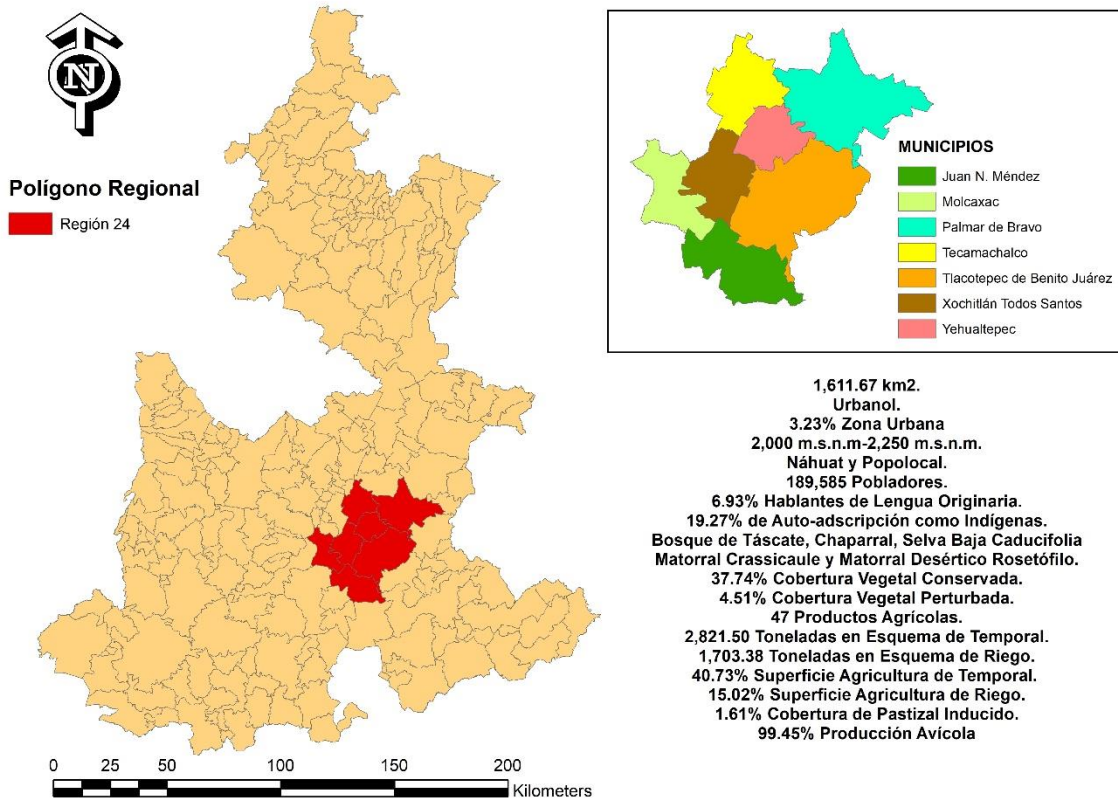 N
Polígono Regional
Región 24
MUNICIPIOS
Juan N. Méndez
Molcaxac
Palmar de Bravo
Tecamachalco
Tlacotepec de Benito Juárez
Xochitlán Todos Santos
Yehualtepec
1,611.67 km2.
Urbanol.
3.23% Zona Urbana
2,000 m.s.n.m-2,250 m.s.n.m.
Náhuat y Popolocal.
189,585 Pobladores.
6.93% Hablantes de Lengua Originaria.
19.27% de Auto-adscripción como Indígenas.
Bosque de Táscate, Chaparral, Selva Baja Caducifolia
Matorral Crassicaule y Matorral Desértico Rosetófilo.
37.74% Cobertura Vegetal Conservada.
4.51% Cobertura Vegetal Perturbada.
47 Productos Agrícolas.
2,821.50 Toneladas en Esquema de Temporal.
1,703.38 Toneladas en Esquema de Riego.
40.73% Superficie Agricultura de Temporal.
15.02% Superficie Agricultura de Riego.
1.61% Cobertura de Pastizal Inducido.
99.45% Producción Avícola
0 25 50 100 150 200
Kilometers